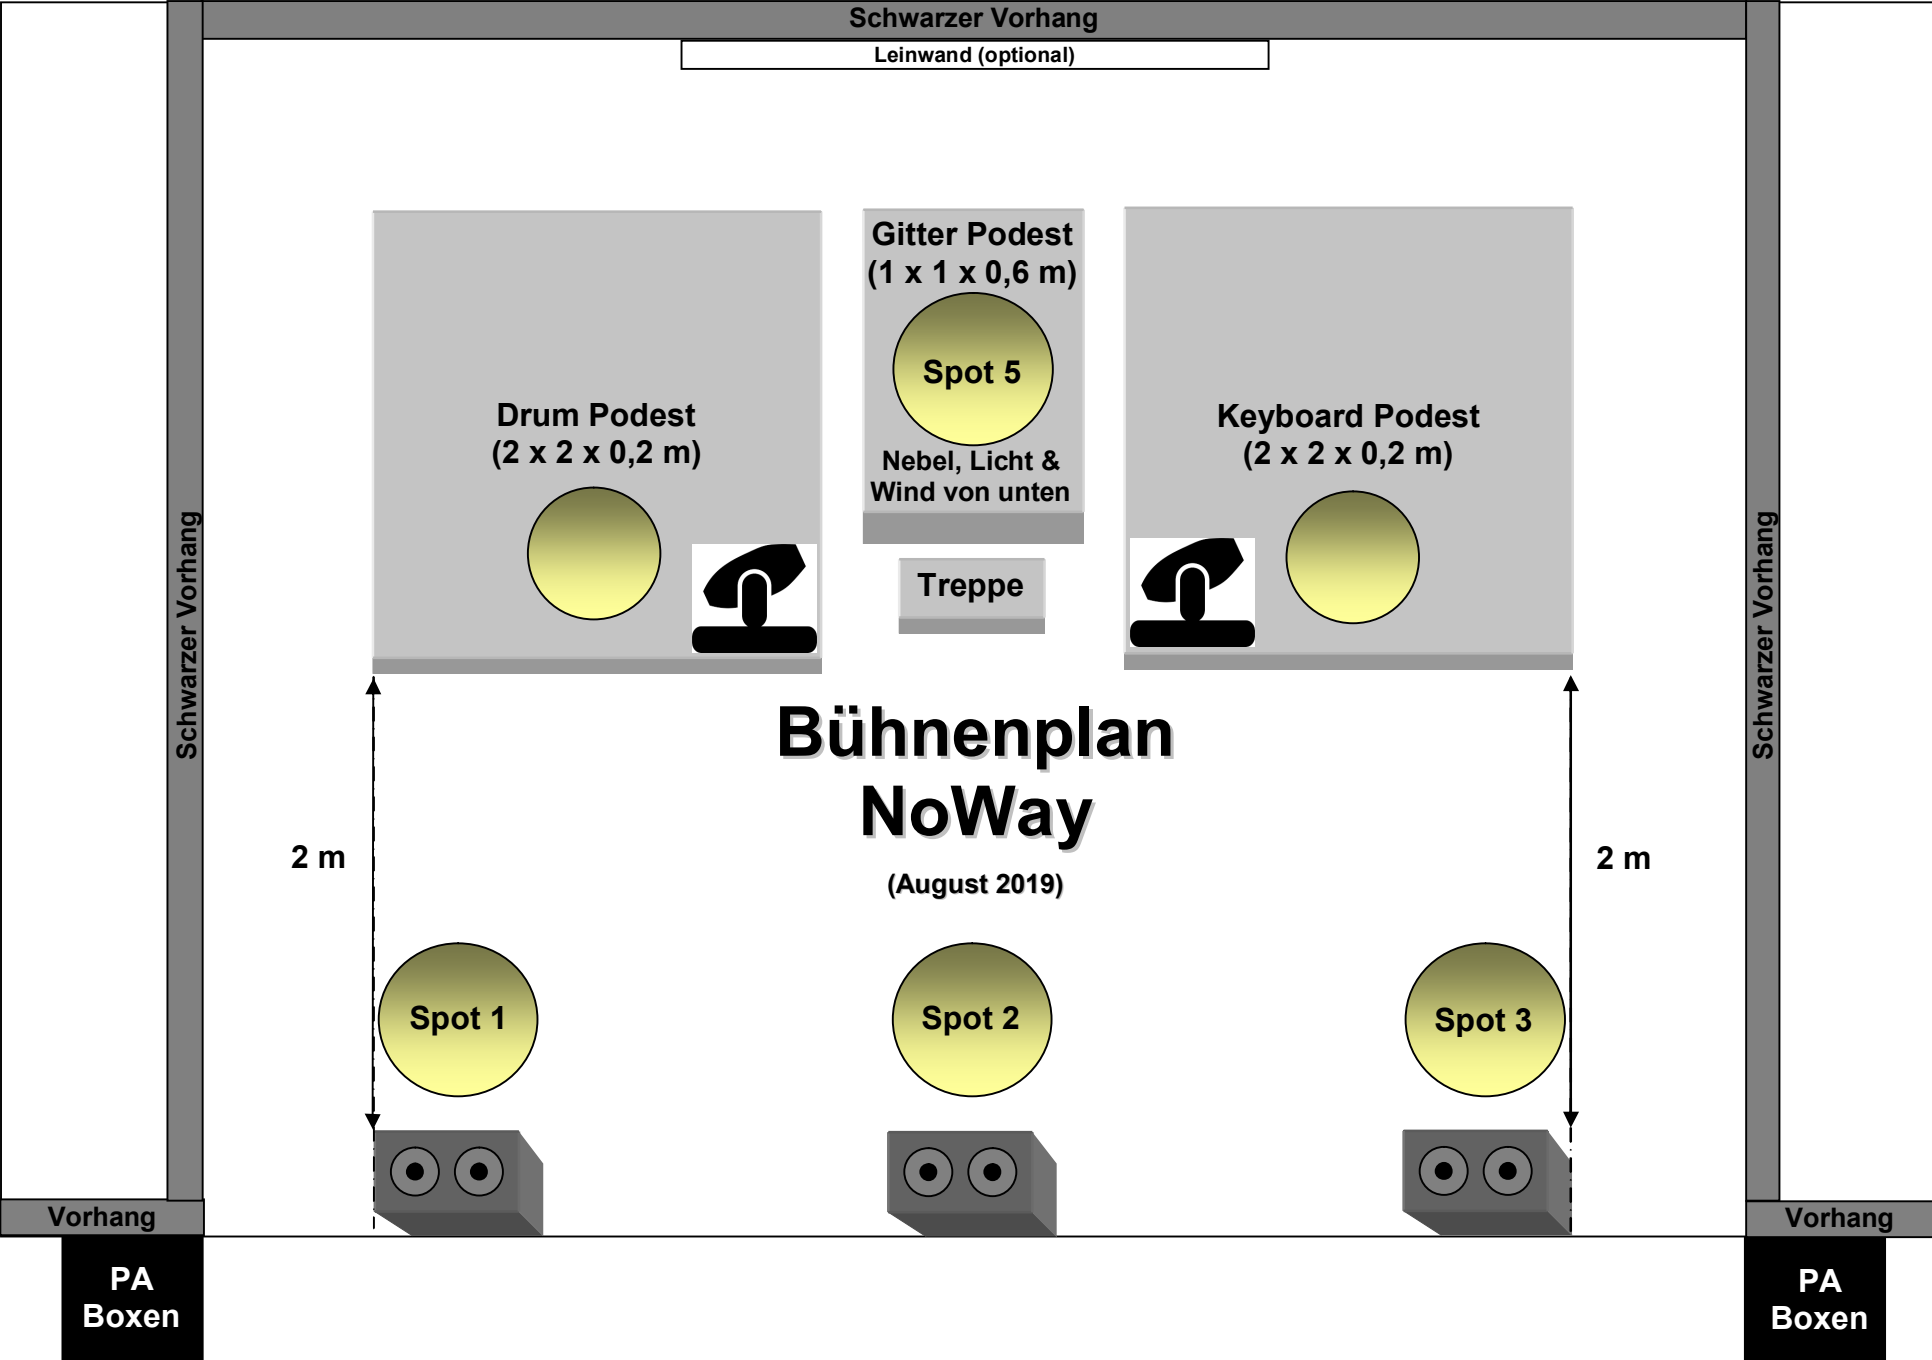 Schwarzer Vorhang
Leinwand (optional)
Gitter Podest
(1 x 1 x 0,6 m)
Spot 5
Nebel, Licht &
Wind von unten
Drum Podest
(2 x 2 x 0,2 m)
Keyboard Podest
(2 x 2 x 0,2 m)
Treppe
Schwarzer Vorhang
Schwarzer Vorhang
Bühnenplan
NoWay
(August 2019)
2 m
2 m
Spot 1
Spot 2
Spot 3
Vorhang
Vorhang
PA
Boxen
PA
Boxen